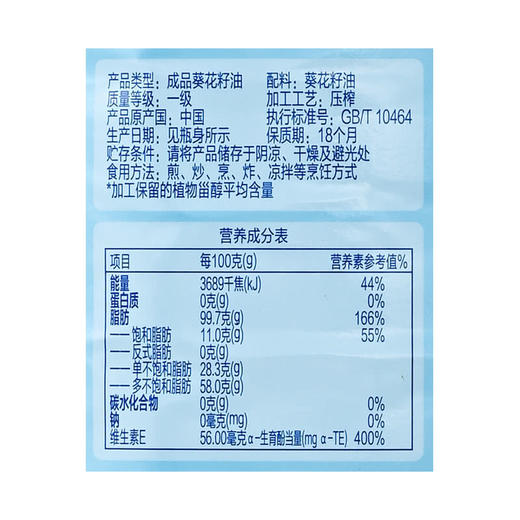 产品类型：成品葵花籽油 配料：葵花籽油
质量等级：一级 加工工艺：压榨
产品原产国：中国 执行标准号：GB/T 10464
生产日期：见瓶身所示 保质期：18个月
贮存条件：请将产品储存于阴凉、干燥及避光处
食用方法：煎、炒、烹、炸、凉拌等烹饪方式
*加工保留的植物甾醇平均含量
营养成分表
项目 每100克(g) 营养素参考值%
能量 3689千焦(kJ) 44%
蛋白质 0克(g) 0%
脂肪 99.7克(g) 166%
——饱和脂肪 11.0克(g) 55%
——反式脂肪 0克(g)
——单不饱和脂肪 28.3克(g)
——多不饱和脂肪 58.0克(g)
碳水化合物 0克(g) 0%
钠 0毫克(mg) 0%
维生素E 56.00毫克α-生育酚当量(mg α-TE) 400%